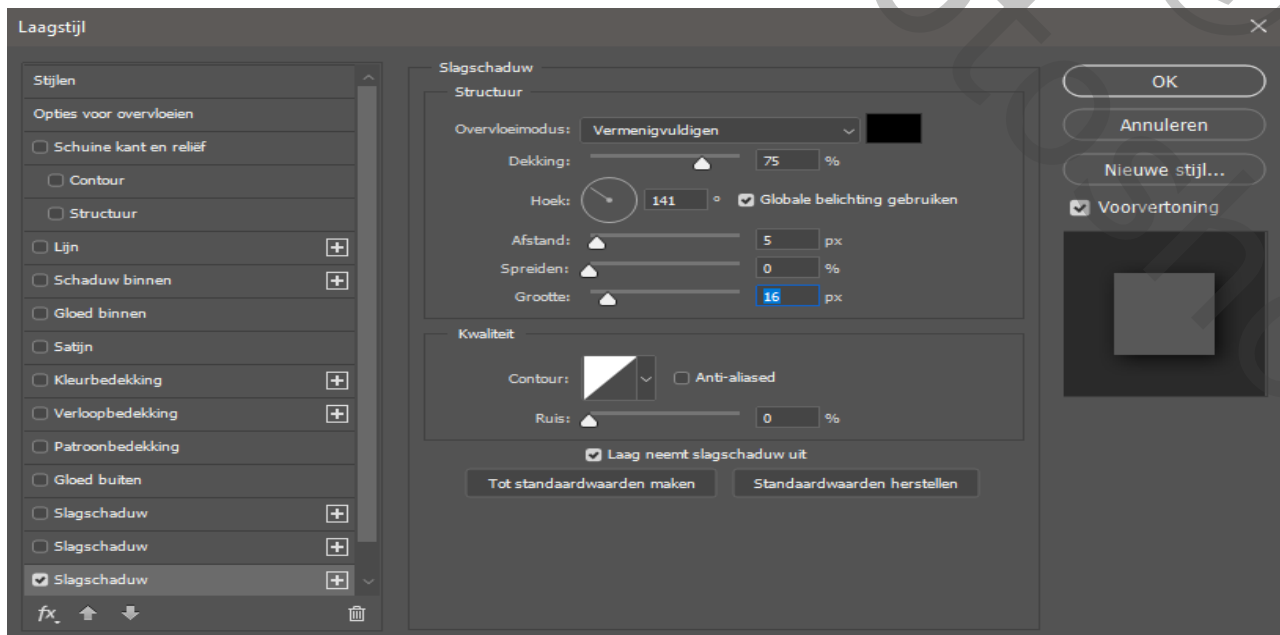 Laagstijl
Stijlen
Opties voor overvloeien
Schuine kant en reliëf
Contour
Structuur
Lijn
Schaduw binnen
Gloed binnen
Satijn
Kleurbedekking
Verloopbedekking
Patroonbedekking
Gloed buiten
Slagschaduw
Slagschaduw
Slagschaduw
fx
Slagschaduw
Structuur
Overvloeimodus: Vermenigvuldigen
Dekking: 75 %
Hoek: 141 ° Globale belichting gebruiken
Afstand: 5 px
Spreiden: 0 %
Grootte: 16 px
Kwaliteit
Contour: Anti-aliased
Ruis: 0 %
Laag neemt slagschaduw uit
Tot standaardwaarden maken Standaardwaarden herstellen
OK
Annuleren
Nieuwe stijl...
Voorvertoning